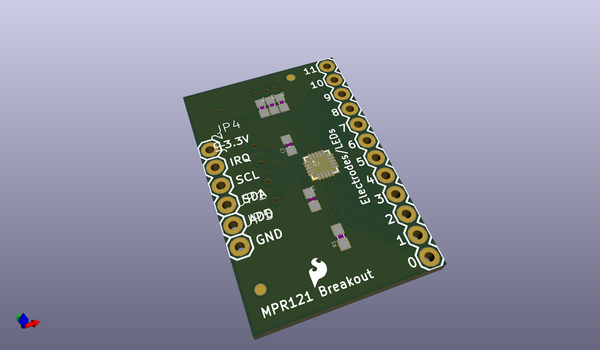 11
10
9
8
7
6
5
4
3
2
1
0
JP4
3.3V
IRQ
SCL
SDA
ADD
GND
Electrodes/LEDs
MPR121 Breakout